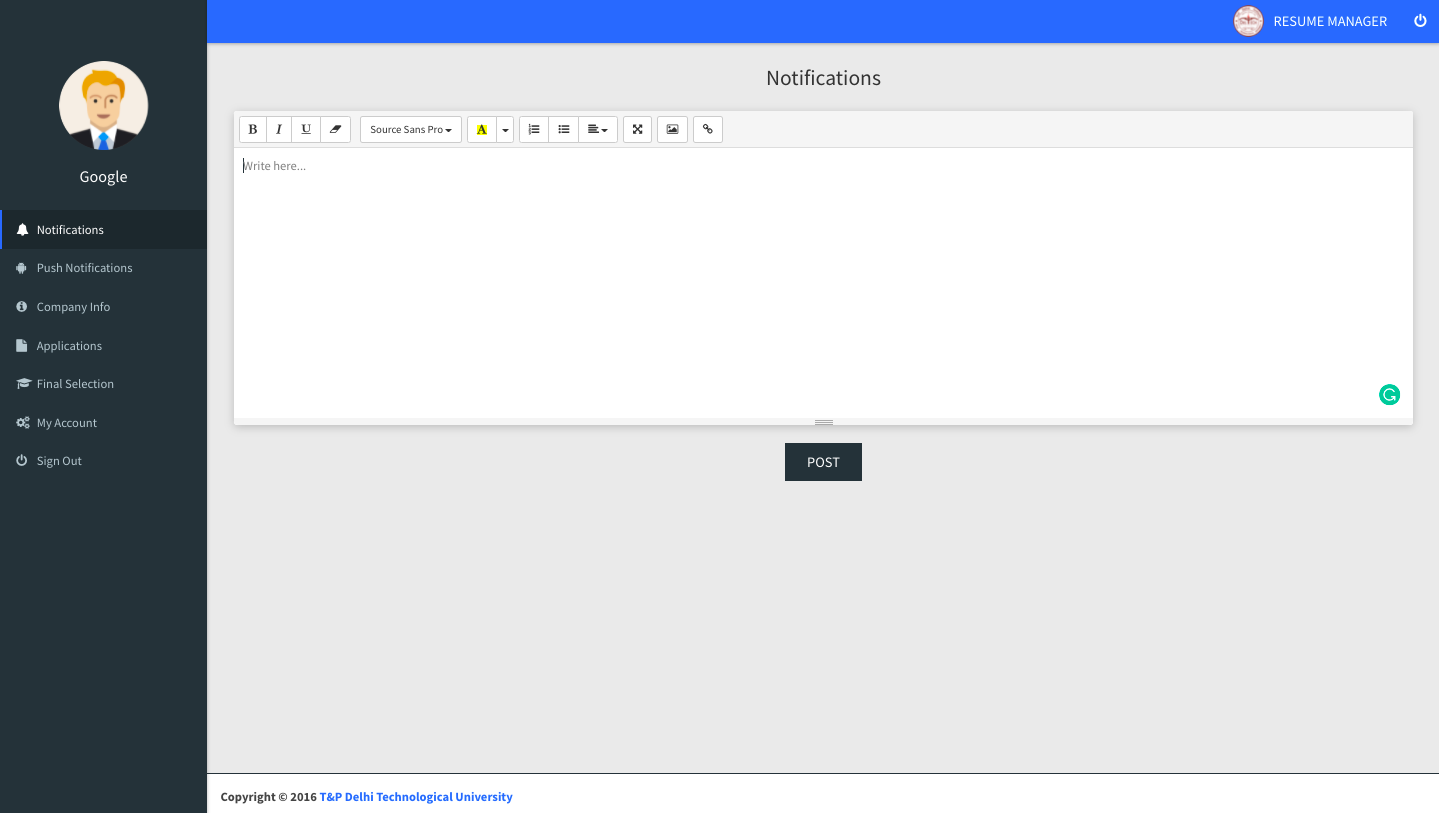 RESUME MANAGER
Google
Notifications
Push Notifications
Company Info
Applications
Final Selection
My Account
Sign Out
Notifications
B I U Source Sans Pro A
Write here...
POST
Copyright © 2016 T&P Delhi Technological University